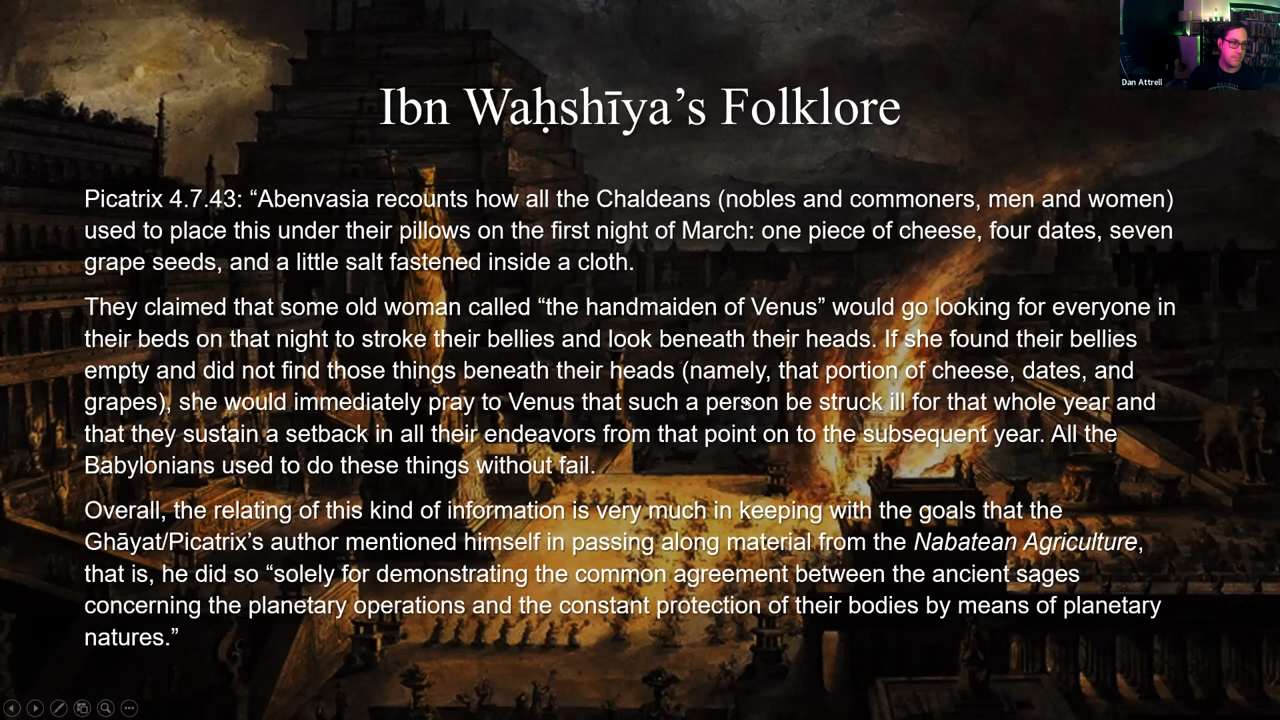 Dan Attrell
Ibn Waḥshīya’s Folklore
Picatrix 4.7.43: “Abenvasia recounts how all the Chaldeans (nobles and commoners, men and women)
used to place this under their pillows on the first night of March: one piece of cheese, four dates, seven
grape seeds, and a little salt fastened inside a cloth.
They claimed that some old woman called “the handmaiden of Venus” would go looking for everyone in
their beds on that night to stroke their bellies and look beneath their heads. If she found their bellies
empty and did not find those things beneath their heads (namely, that portion of cheese, dates, and
grapes), she would immediately pray to Venus that such a person be struck ill for that whole year and
that they sustain a setback in all their endeavors from that point on to the subsequent year. All the
Babylonians used to do these things without fail.
Overall, the relating of this kind of information is very much in keeping with the goals that the
Ghāyat/Picatrix’s author mentioned himself in passing along material from the Nabatean Agriculture,
that is, he did so “solely for demonstrating the common agreement between the ancient sages
concerning the planetary operations and the constant protection of their bodies by means of planetary
natures.”